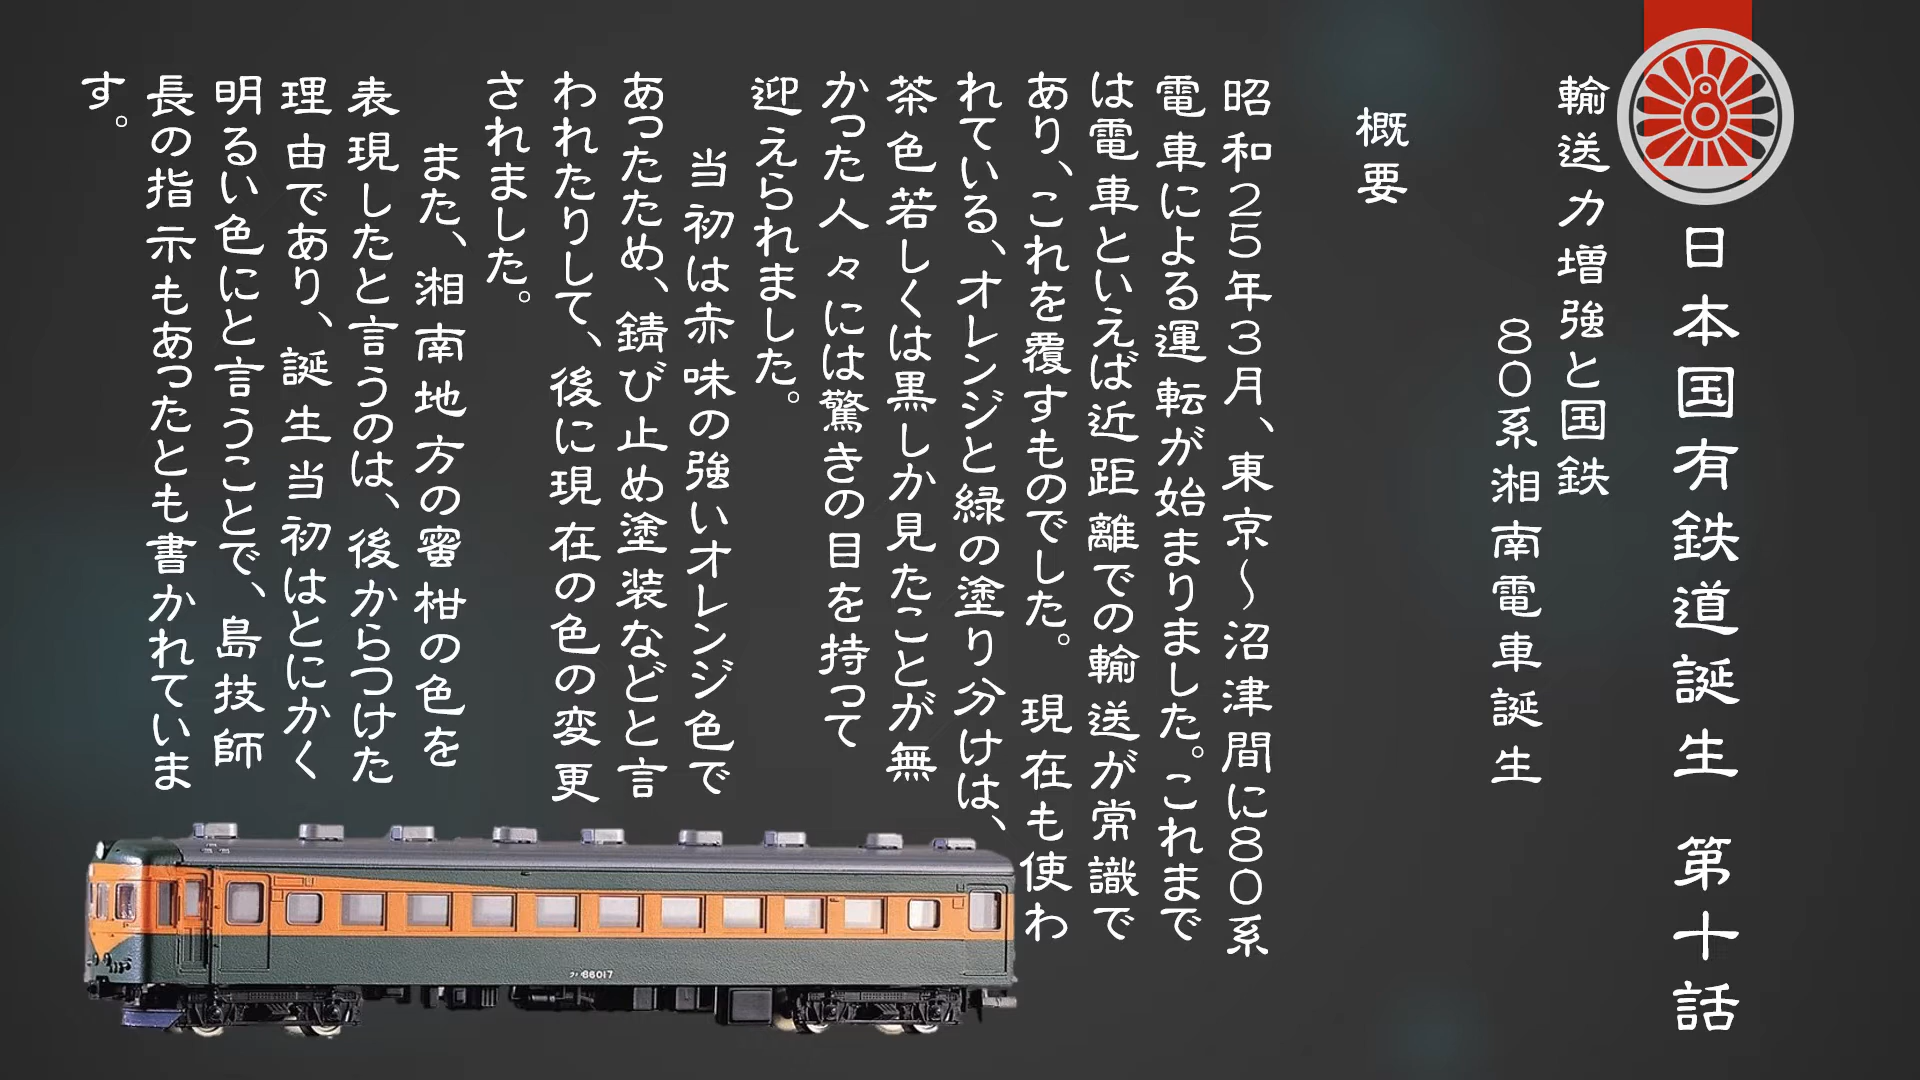 日本国有鉄道誕生 第十話
輸送力増強と国鉄
80系湘南電車誕生
概要
昭和25年3月、東京～沼津間に80系
電車による運転が始まりました。これまで
は電車といえば近距離での輸送が常識で
あり、これを覆すものでした。 現在も使わ
れている、オレンジと緑の塗り分けは、
茶色若しくは黒しか見たことが無
かった人々には驚きの目を持って
迎えられました。
当初は赤味の強いオレンジ色で
あったため、錆び止め塗装などと言
われたりして、後に現在の色の変更
されました。
また、湘南地方の蜜柑の色を
表現したと言うのは、後からつけた
理由であり、誕生当初はとにかく
明るい色にと言うことで、島技師
長の指示もあったとも書かれていま
す。
クハ86017